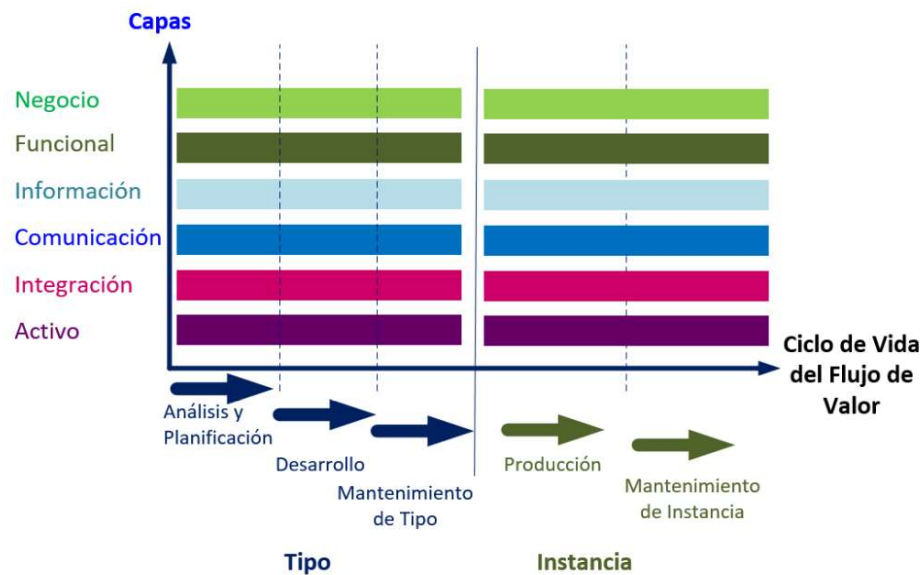 Capas
Negocio
Funcional
Información
Comunicación
Integración
Activo
Ciclo de Vida
del Flujo de
Valor
Análisis y
Planificación
Desarrollo
Mantenimiento
de Tipo
Producción
Mantenimiento
de Instancia
Tipo
Instancia